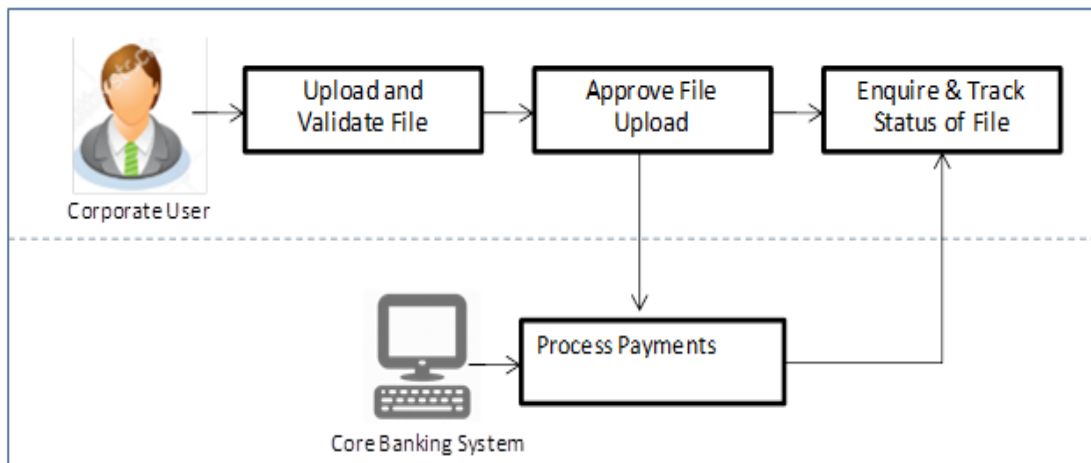 Upload and
Validate File
Approve File
Upload
Enquire & Track
Status of File
Corporate User
Process Payments
Core Banking System